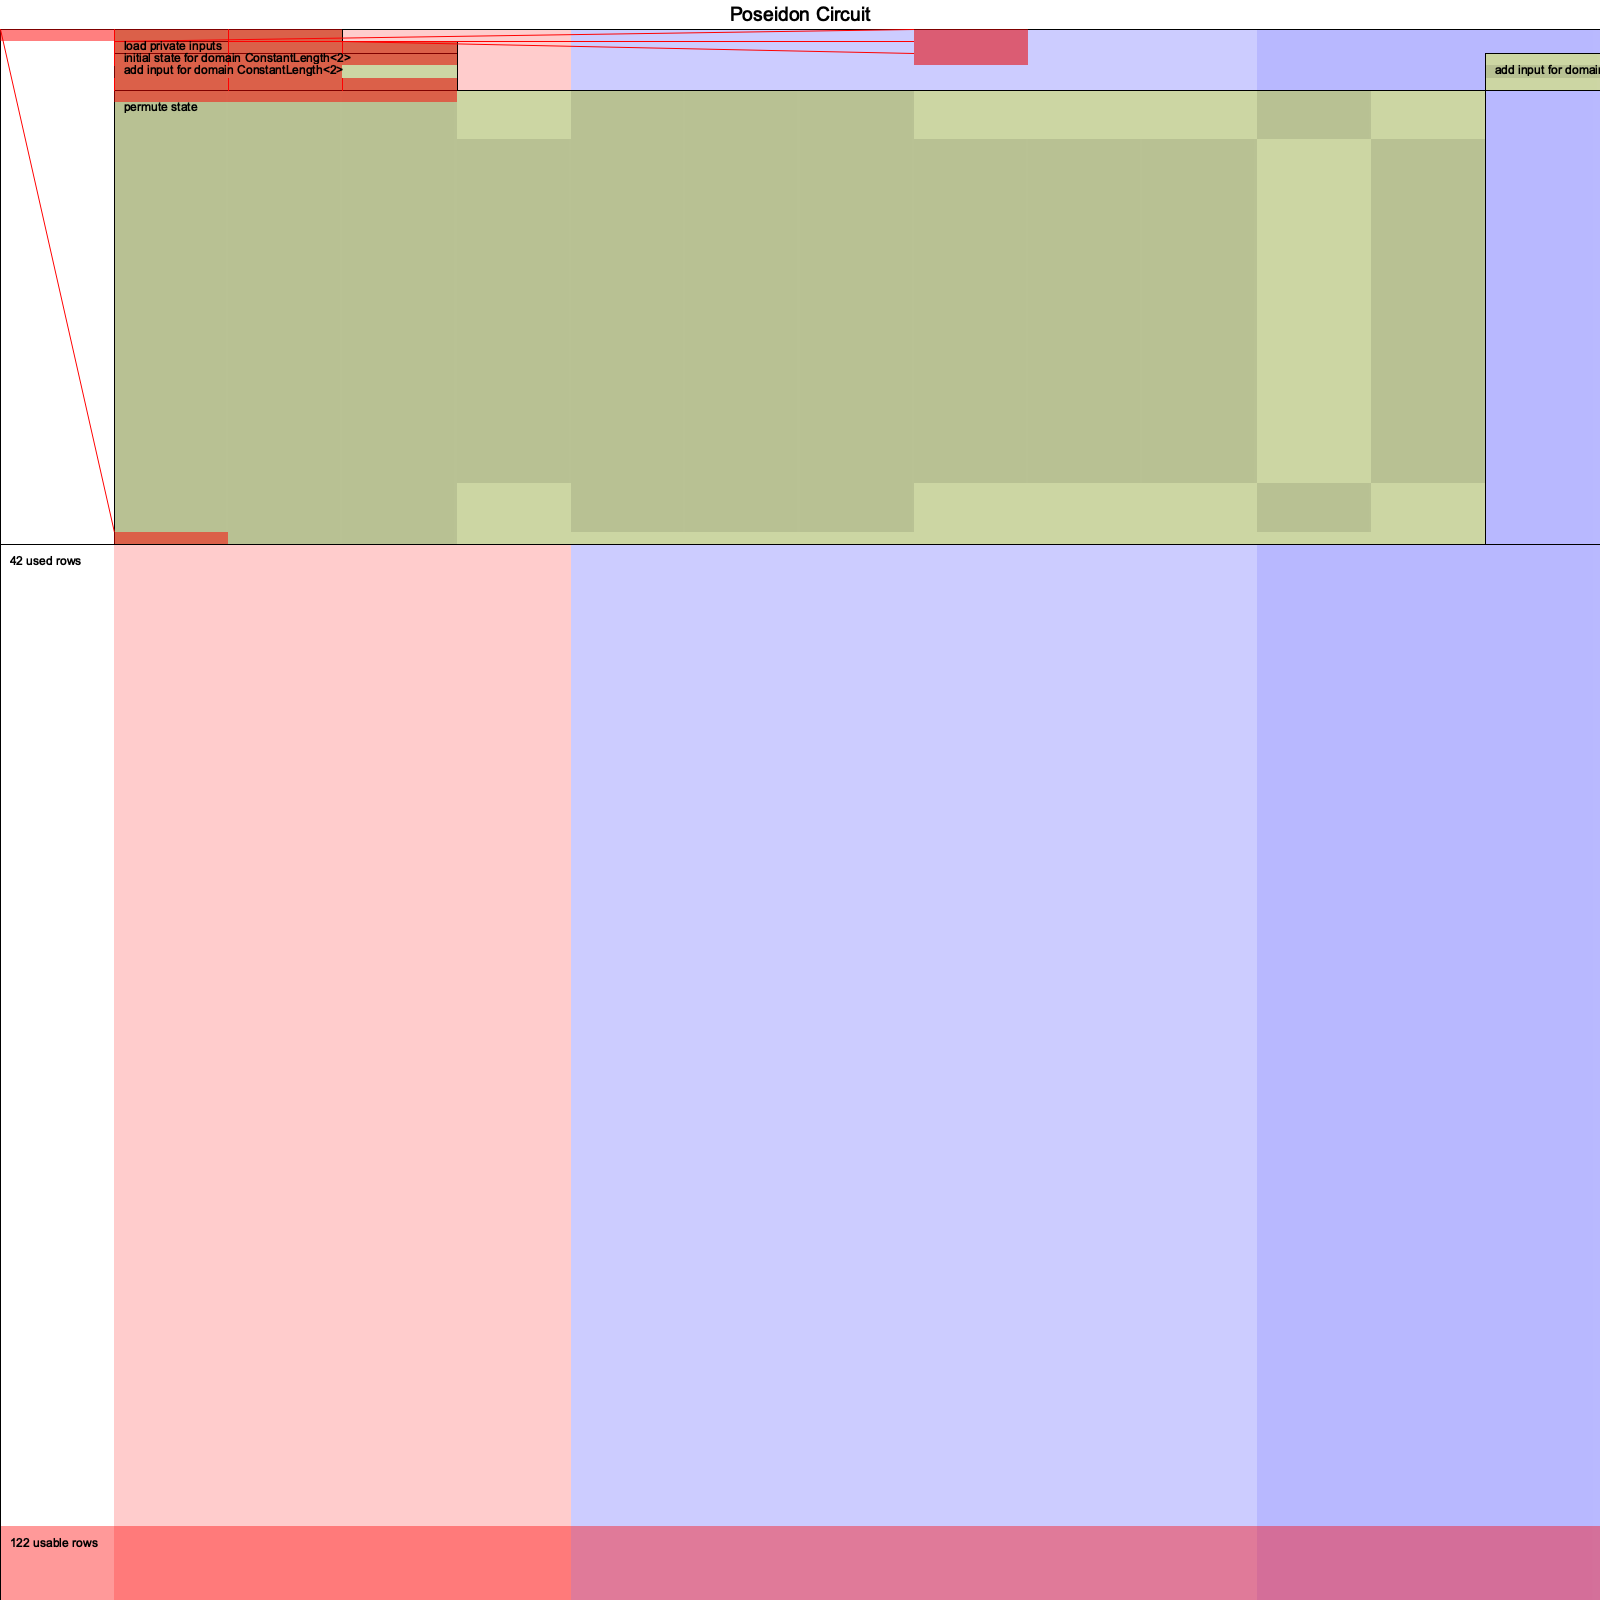 Poseidon Circuit
load private inputs
initial state for domain ConstantLength<2>
add input for domain ConstantLength<2>
add input for domai
permute state
42 used rows
122 usable rows